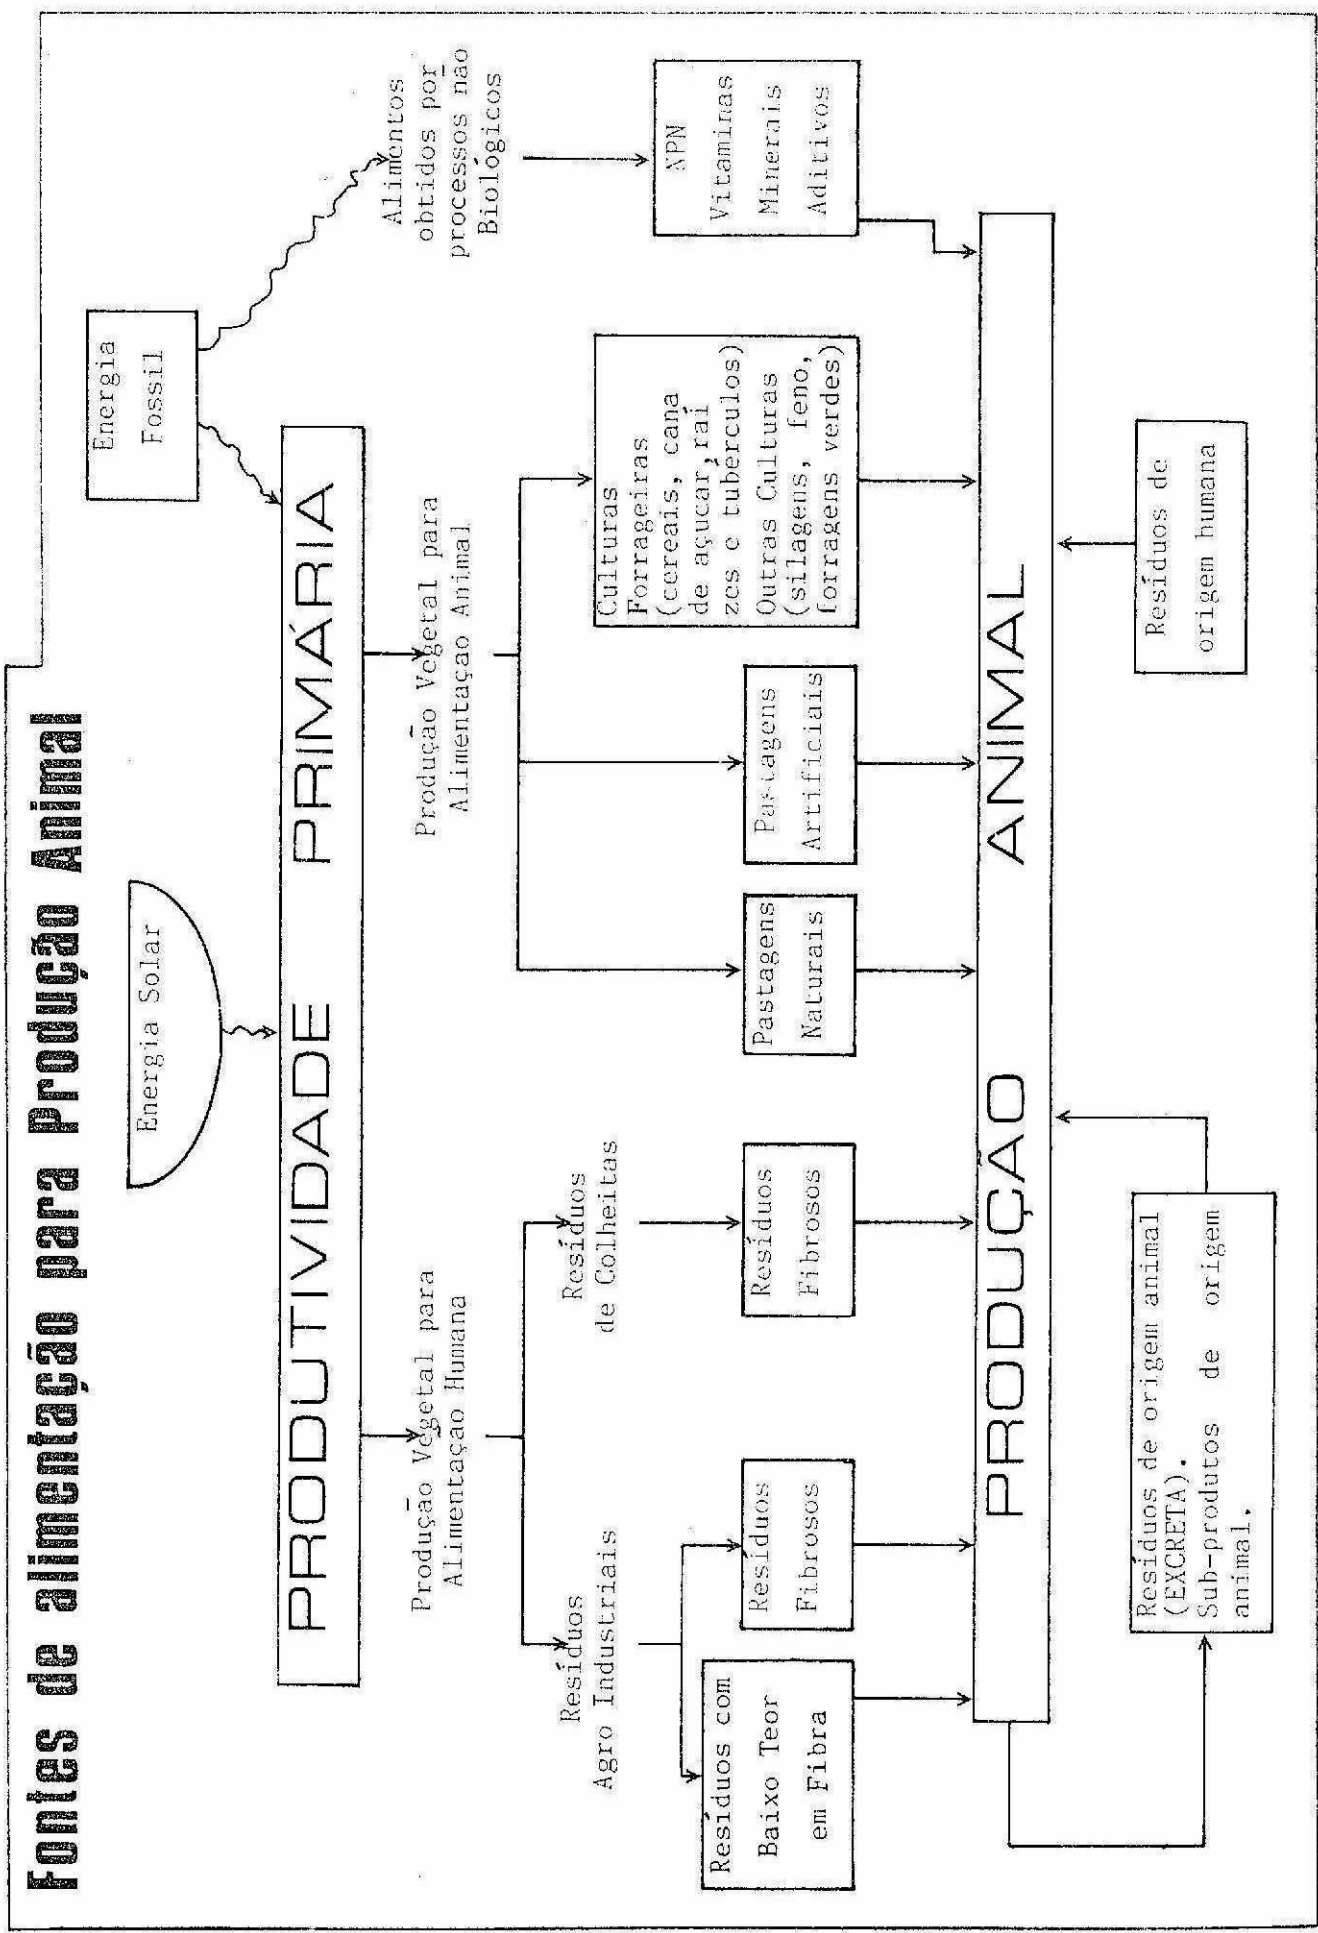 Fontes de alimentação para Produção Animal
Energia Solar
Energia
Fossil
PRODUTIVIDADE PRIMÁRIA
Produção Vegetal para
Alimentação Humana
Produção Vegetal para
Alimentaçao Animal
Alimentos
obtidos por
processos não
Biológicos
Resíduos
Agro Industriais
Resíduos
de Colheitas
Resíduos com
Baixo Teor
em Fibra
Resíduos
Fibrosos
Resíduos
Fibrosos
Pastagens
Naturais
Pastagens
Artificiais
Culturas
Forrageiras
(cereais, cana
de açucar, raí
zes e tuberculos)
Outras Culturas
(silagens, feno,
forragens verdes)
NPN
Vitaminas
Minerais
Aditivos
PRODUÇAO ANIMAL
Resíduos de origem animal
(EXCRETA).
Sub-produtos de origem
animal.
Resíduos de
origem humana